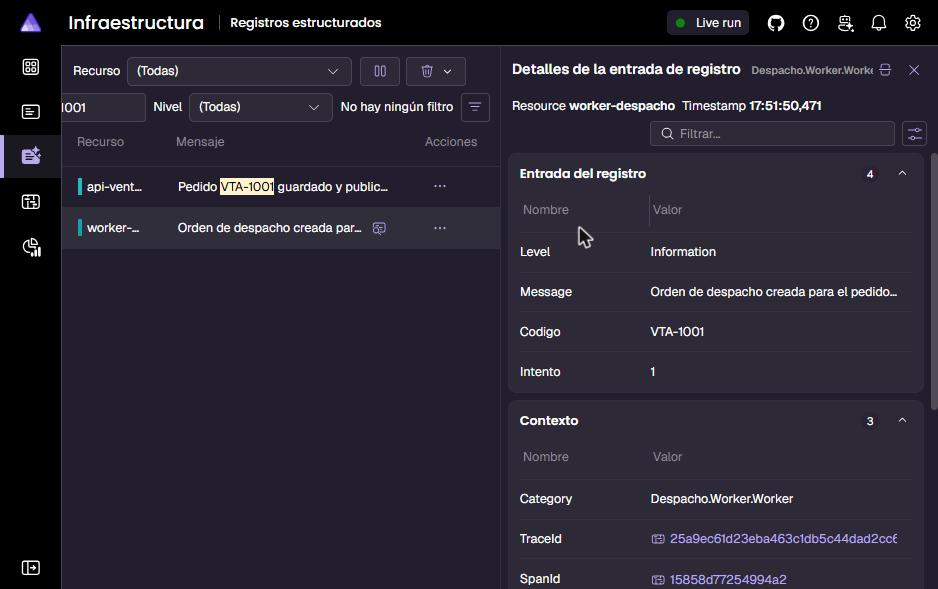 Infraestructura Registros estructurados Live run
Recurso (Todas)
1001 Nivel (Todas) No hay ningún filtro
Recurso Mensaje Acciones
api-vent... Pedido VTA-1001 guardado y public... ...
worker-... Orden de despacho creada par... ...
Detalles de la entrada de registro Despacho.Worker.Worke
Resource worker-despacho Timestamp 17:51:50,471
Filtrar...
Entrada del registro 4
Nombre Valor
Level Information
Message Orden de despacho creada para el pedido...
Codigo VTA-1001
Intento 1
Contexto 3
Nombre Valor
Category Despacho.Worker.Worker
TraceId 25a9ec61d23eba463c1db5c44dad2cc6
SpanId 15858d77254994a2